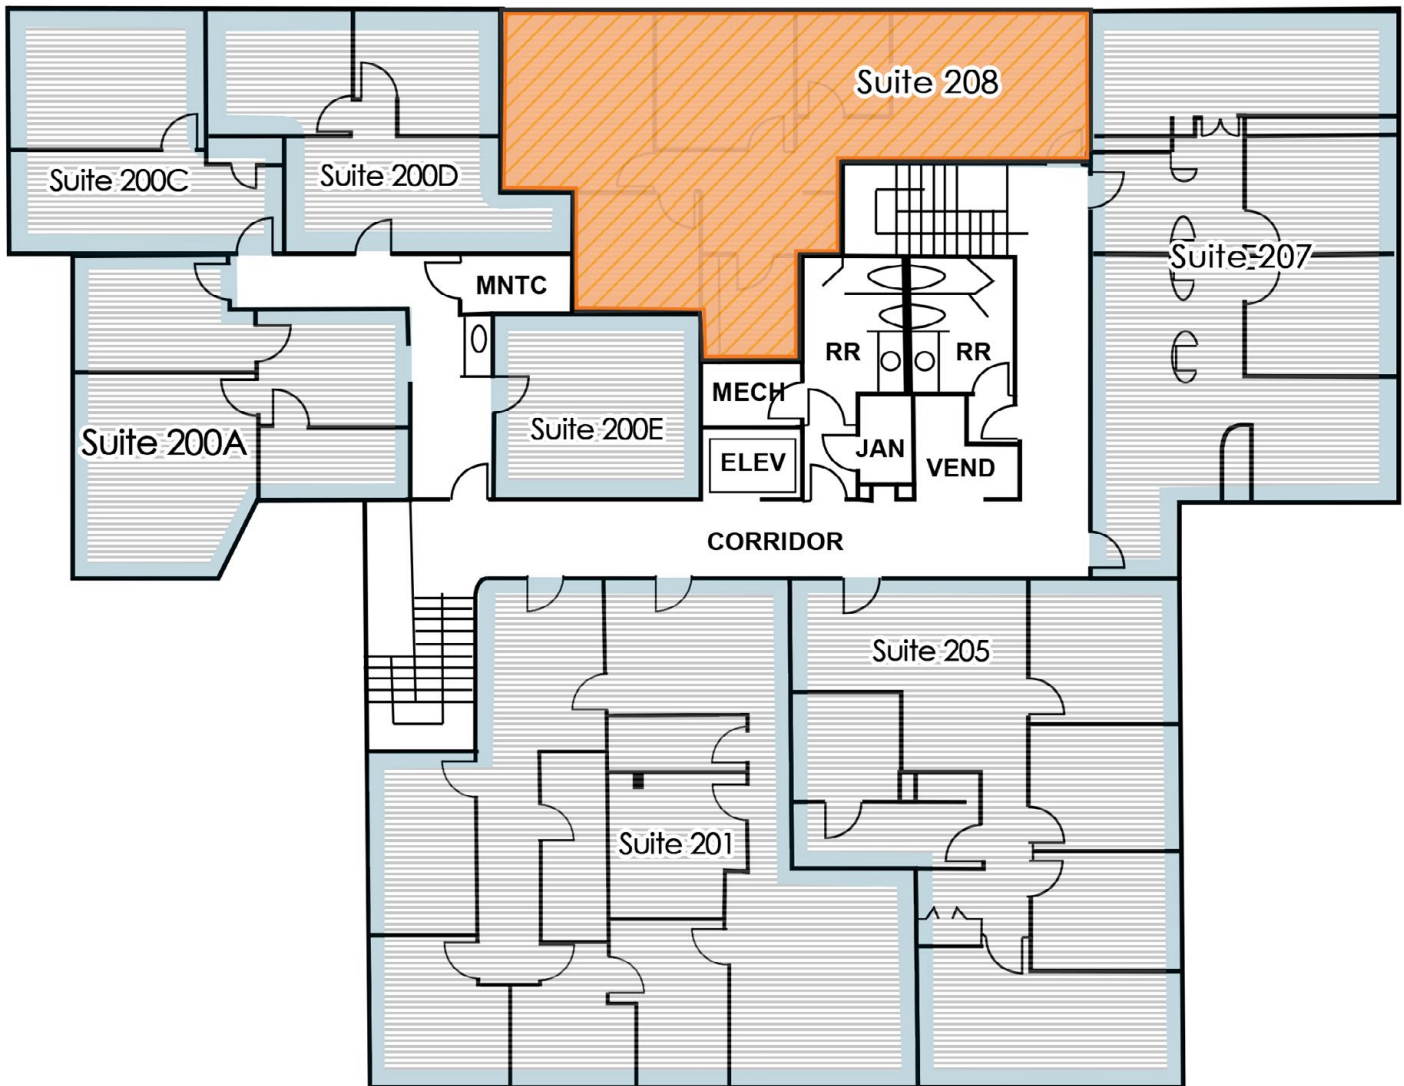 Suite 208
Suite 200C
Suite 200D
Suite 207
MNTC
RR
RR
MECH
Suite 200E
Suite 200A
JAN
ELEV
VEND
CORRIDOR
Suite 205
Suite 201